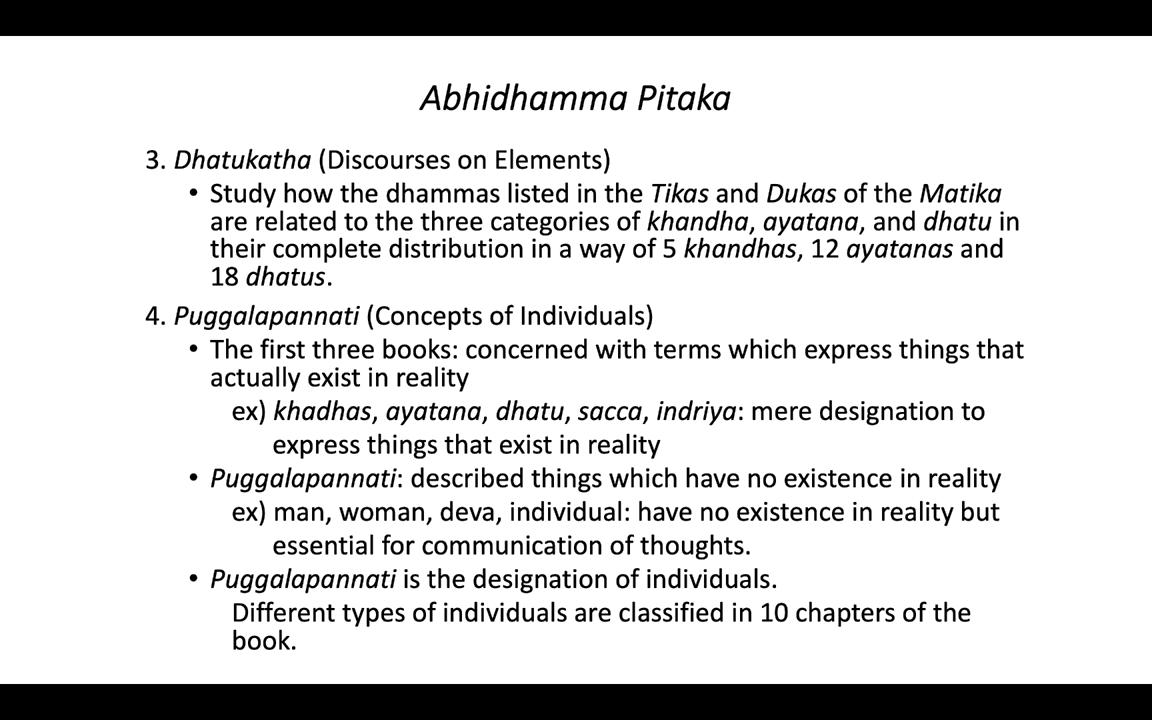 Abhidhamma Pitaka
3. Dhatukatha (Discourses on Elements)
• Study how the dhammas listed in the Tikas and Dukas of the Matika
are related to the three categories of khandha, ayatana, and dhatu in
their complete distribution in a way of 5 khandhas, 12 ayatanas and
18 dhatus.
4. Puggalapannati (Concepts of Individuals)
• The first three books: concerned with terms which express things that
actually exist in reality
ex) khadhas, ayatana, dhatu, sacca, indriya: mere designation to
express things that exist in reality
• Puggalapannati: described things which have no existence in reality
ex) man, woman, deva, individual: have no existence in reality but
essential for communication of thoughts.
• Puggalapannati is the designation of individuals.
Different types of individuals are classified in 10 chapters of the
book.